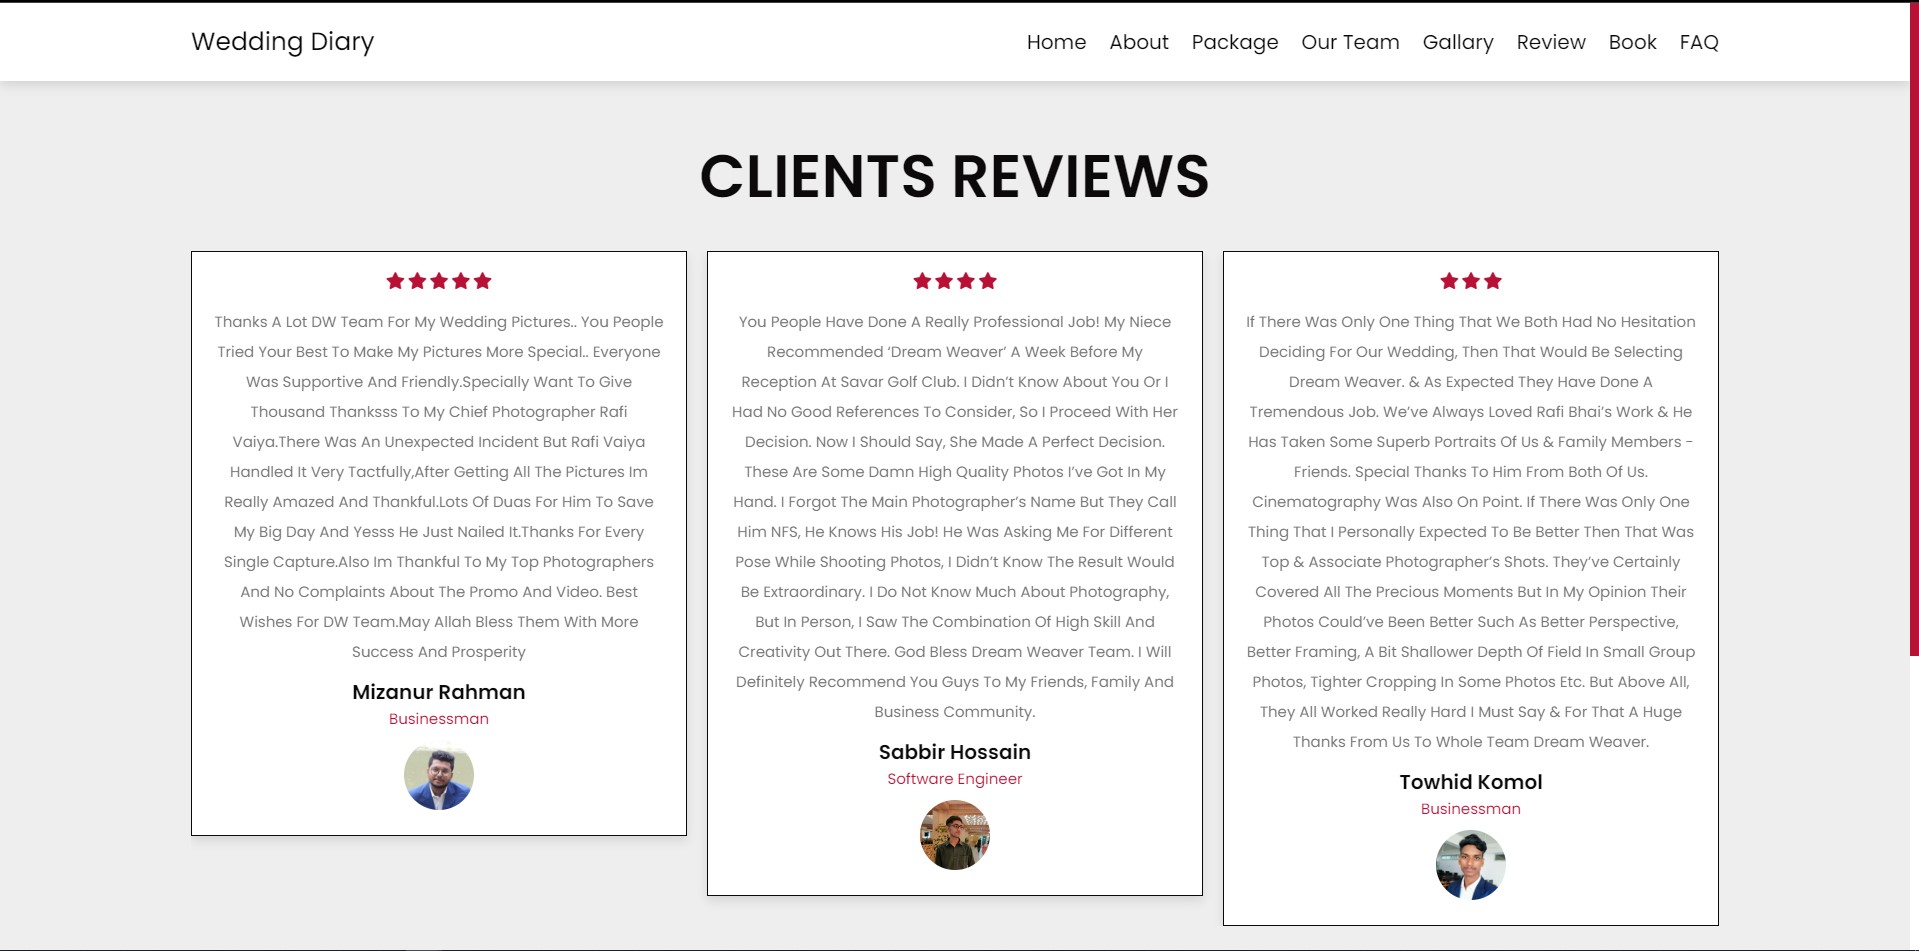 Wedding Diary
Home About Package Our Team Gallary Review Book FAQ
CLIENTS REVIEWS
Thanks A Lot DW Team For My Wedding Pictures.. You People
Tried Your Best To Make My Pictures More Special.. Everyone
Was Supportive And Friendly.Specially Want To Give
Thousand Thanksss To My Chief Photographer Rafi
Vaiya.There Was An Unexpected Incident But Rafi Vaiya
Handled It Very Tactfully,After Getting All The Pictures Im
Really Amazed And Thankful.Lots Of Duas For Him To Save
My Big Day And Yesss He Just Nailed It.Thanks For Every
Single Capture.Also Im Thankful To My Top Photographers
And No Complaints About The Promo And Video. Best
Wishes For DW Team.May Allah Bless Them With More
Success And Prosperity
Mizanur Rahman
Businessman
You People Have Done A Really Professional Job! My Niece
Recommended ‘Dream Weaver’ A Week Before My
Reception At Savar Golf Club. I Didn’t Know About You Or I
Had No Good References To Consider, So I Proceed With Her
Decision. Now I Should Say, She Made A Perfect Decision.
These Are Some Damn High Quality Photos I’ve Got In My
Hand. I Forgot The Main Photographer’s Name But They Call
Him NFS, He Knows His Job! He Was Asking Me For Different
Pose While Shooting Photos, I Didn’t Know The Result Would
Be Extraordinary. I Do Not Know Much About Photography,
But In Person, I Saw The Combination Of High Skill And
Creativity Out There. God Bless Dream Weaver Team. I Will
Definitely Recommend You Guys To My Friends, Family And
Business Community.
Sabbir Hossain
Software Engineer
If There Was Only One Thing That We Both Had No Hesitation
Deciding For Our Wedding, Then That Would Be Selecting
Dream Weaver. & As Expected They Have Done A
Tremendous Job. We’ve Always Loved Rafi Bhai’s Work & He
Has Taken Some Superb Portraits Of Us & Family Members -
Friends. Special Thanks To Him From Both Of Us.
Cinematography Was Also On Point. If There Was Only One
Thing That I Personally Expected To Be Better Then That Was
Top & Associate Photographer’s Shots. They’ve Certainly
Covered All The Precious Moments But In My Opinion Their
Photos Could’ve Been Better Such As Better Perspective,
Better Framing, A Bit Shallower Depth Of Field In Small Group
Photos, Tighter Cropping In Some Photos Etc. But Above All,
They All Worked Really Hard I Must Say & For That A Huge
Thanks From Us To Whole Team Dream Weaver.
Towhid Komol
Businessman